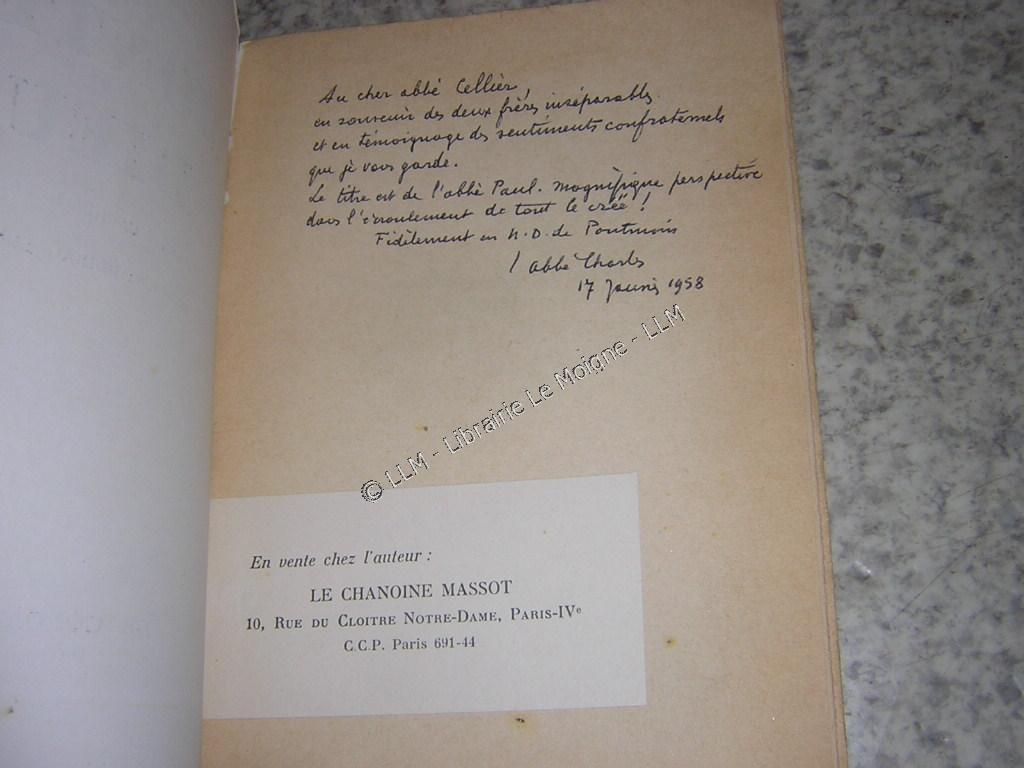 Au cher abbé Cellier,
en souvenir des deux frères inséparables
et en témoignage des sentiments confraternels
que je vous garde.
Le titre est de l'abbé Paul. magnifique perspective
dans l'écroulement de tout le créé !
Fidèlement en N.D. de Pontmain
l'abbé Charles
17 1958
© LLM - Librairie Le Moigne - LLM
En vente chez l'auteur :
LE CHANOINE MASSOT
10, RUE DU CLOITRE NOTRE-DAME, PARIS-IVe
C.C.P. Paris 691-44